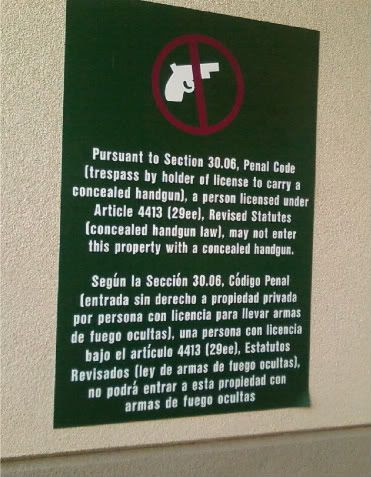 Pursuant to Section 30.06, Penal Code
(trespass by holder of license to carry a
concealed handgun), a person licensed under
Article 4413 (29ee), Revised Statutes
(concealed handgun law), may not enter
this property with a concealed handgun.
Según la Sección 30.06, Código Penal
(entrada sin derecho a propiedad privada
por persona con licencia para llevar armas
de fuego ocultas), una persona con licencia
bajo el artículo 4413 (29ee), Estatutos
Revisados (ley de armas de fuego ocultas),
no podrá entrar a esta propiedad con
armas de fuego ocultas